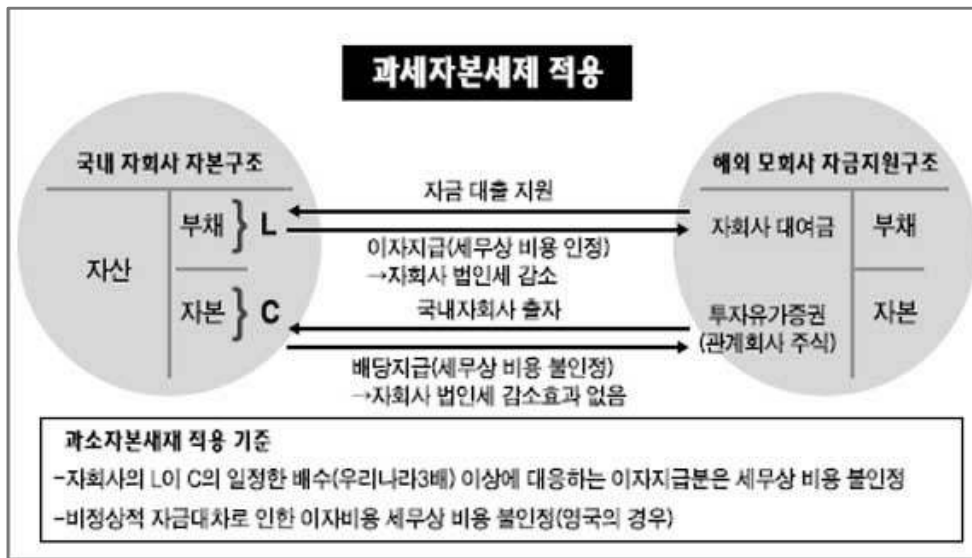 과세자본세제 적용
국내 자회사 자본구조
자산
부채 } L
자본 } C
자금 대출 지원
이자지급(세무상 비용 인정)
→자회사 법인세 감소
국내자회사 출자
배당지급(세무상 비용 불인정)
→자회사 법인세 감소효과 없음
해외 모회사 자금지원구조
자회사 대여금
부채
투자유가증권
(관계회사 주식)
자본
과소자본새재 적용 기준
-자회사의 L이 C의 일정한 배수(우리나라3배) 이상에 대응하는 이자지급분은 세무상 비용 불인정
-비정상적 자금대차로 인한 이자비용 세무상 비용 불인정(영국의 경우)